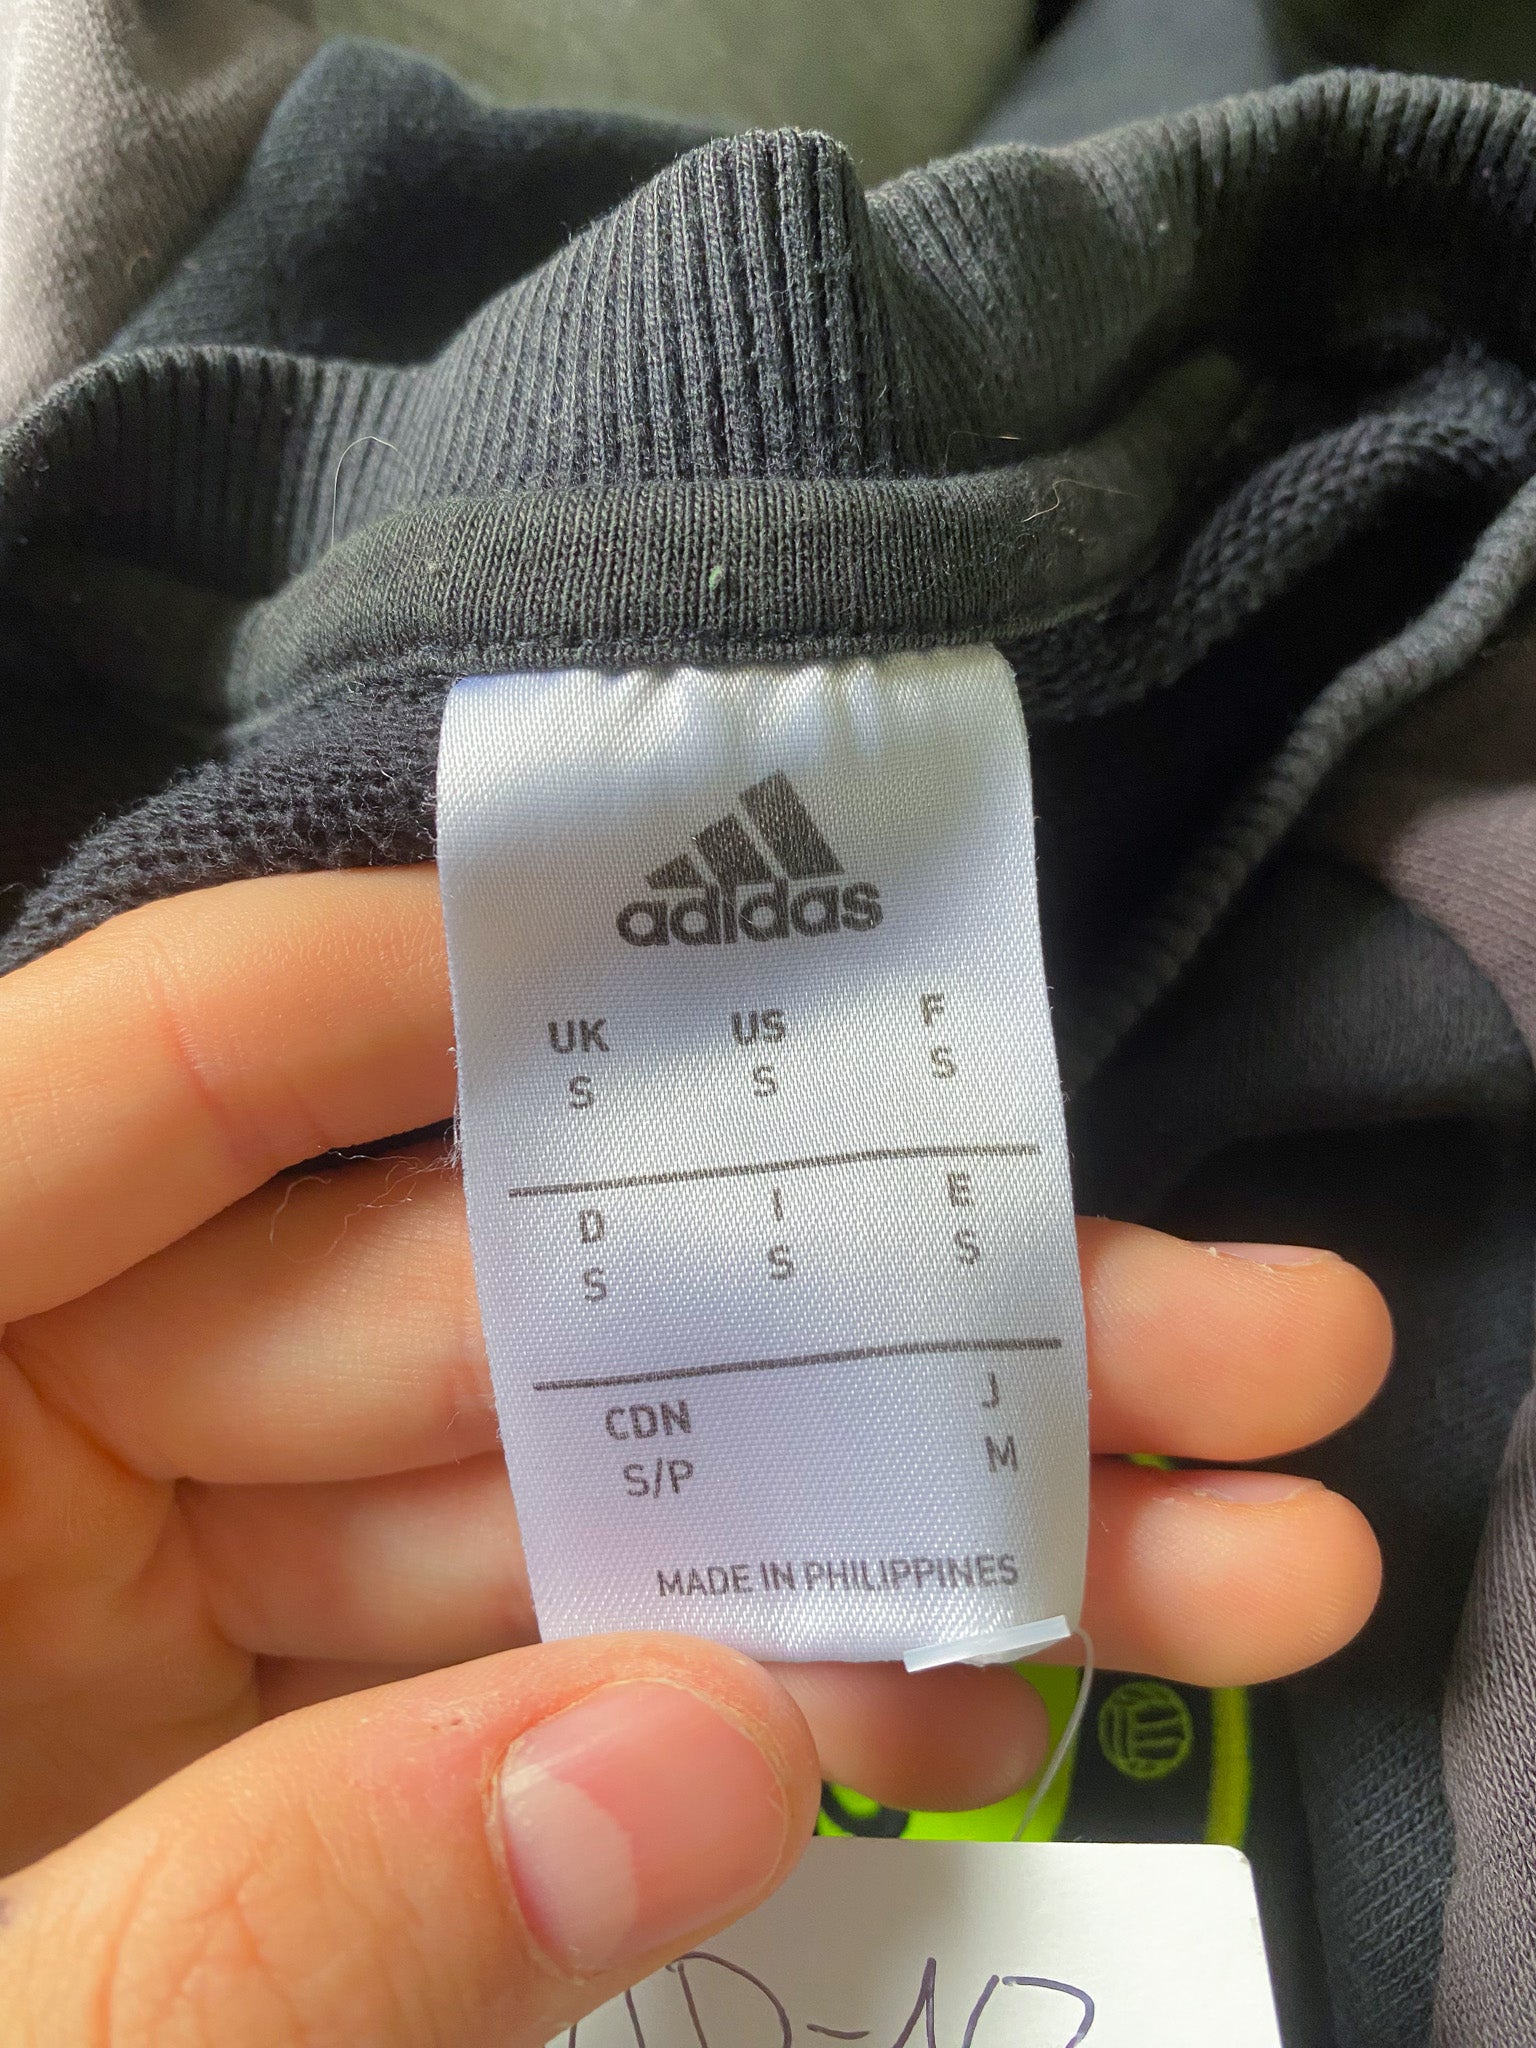 adidas
UK US F
S S S
D I E
S S S
CDN J
S/P M
MADE IN PHILIPPINES